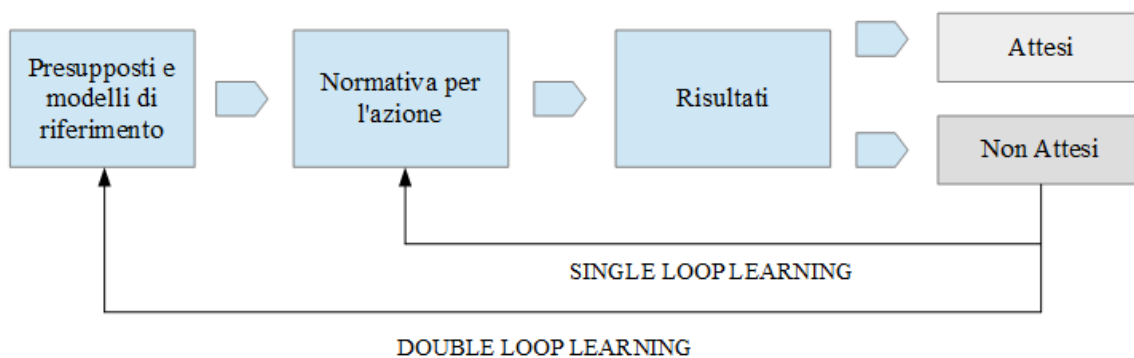 Presupposti e
modelli di
riferimento
Normativa per
l'azione
Risultati
Attesi
Non Attesi
SINGLE LOOP LEARNING
DOUBLE LOOP LEARNING